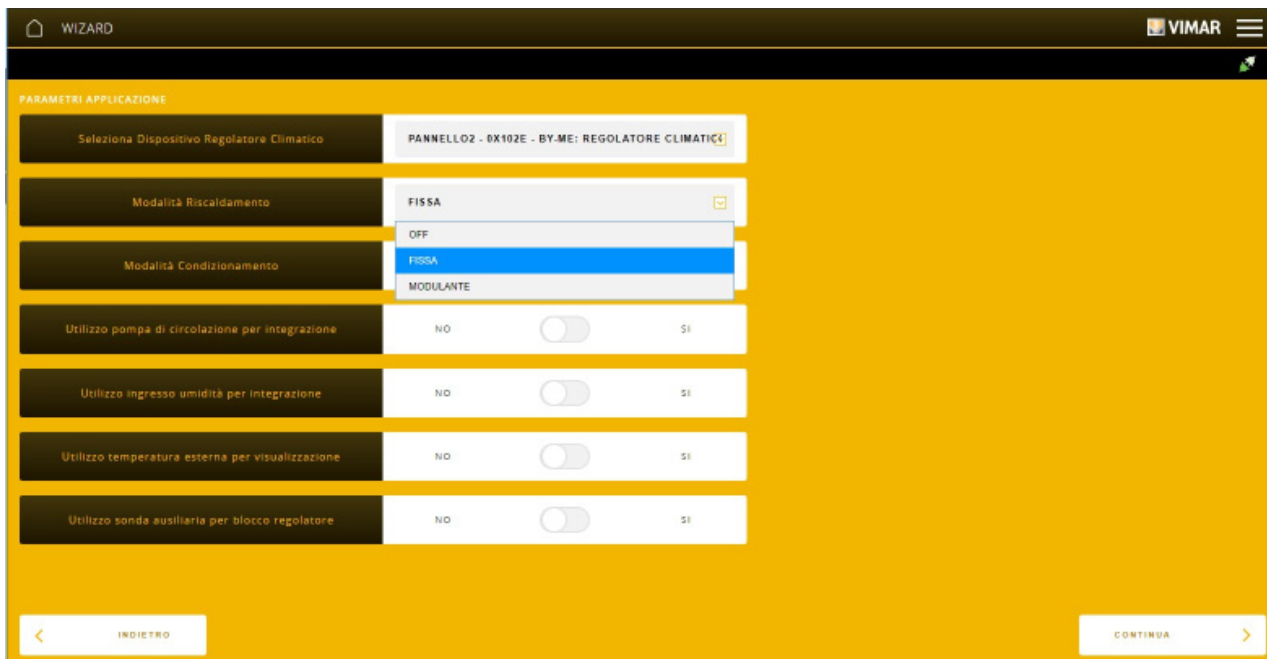 WIZARD
VIMAR
PARAMETRI APPLICAZIONE
Seleziona Dispositivo Regolatore Climatico
PANNELLO2 - 0X102E - BY-ME: REGOLATORE CLIMATIC
Modalità Riscaldamento
FISSA
OFF
FISSA
MODULANTE
Modalità Condizionamento
Utilizzo pompa di circolazione per integrazione
NO SI
Utilizzo ingresso umidità per integrazione
NO SI
Utilizzo temperatura esterna per visualizzazione
NO SI
Utilizzo sonda ausiliaria per blocco regolatore
NO SI
INDIETRO
CONTINUA